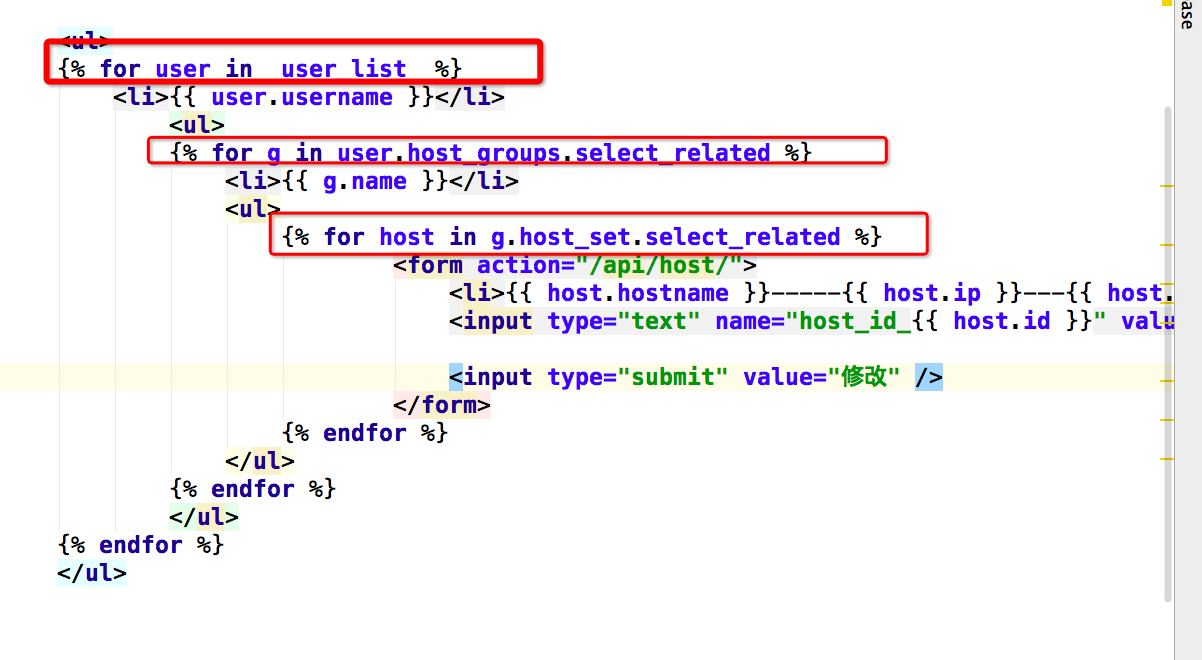 ase
<ul>
{% for user in  user_list  %}
<li>{{ user.username }}</li>
<ul>
{% for g in user.host_groups.select_related %}
<li>{{ g.name }}</li>
<ul>
{% for host in g.host_set.select_related %}
<form action="/api/host/">
<li>{{ host.hostname }}-----{{ host.ip }}---{{ host.
<input type="text" name="host_id_{{ host.id }}" valu
<input type="submit" value="修改" />
</form>
{% endfor %}
</ul>
{% endfor %}
</ul>
{% endfor %}
</ul>